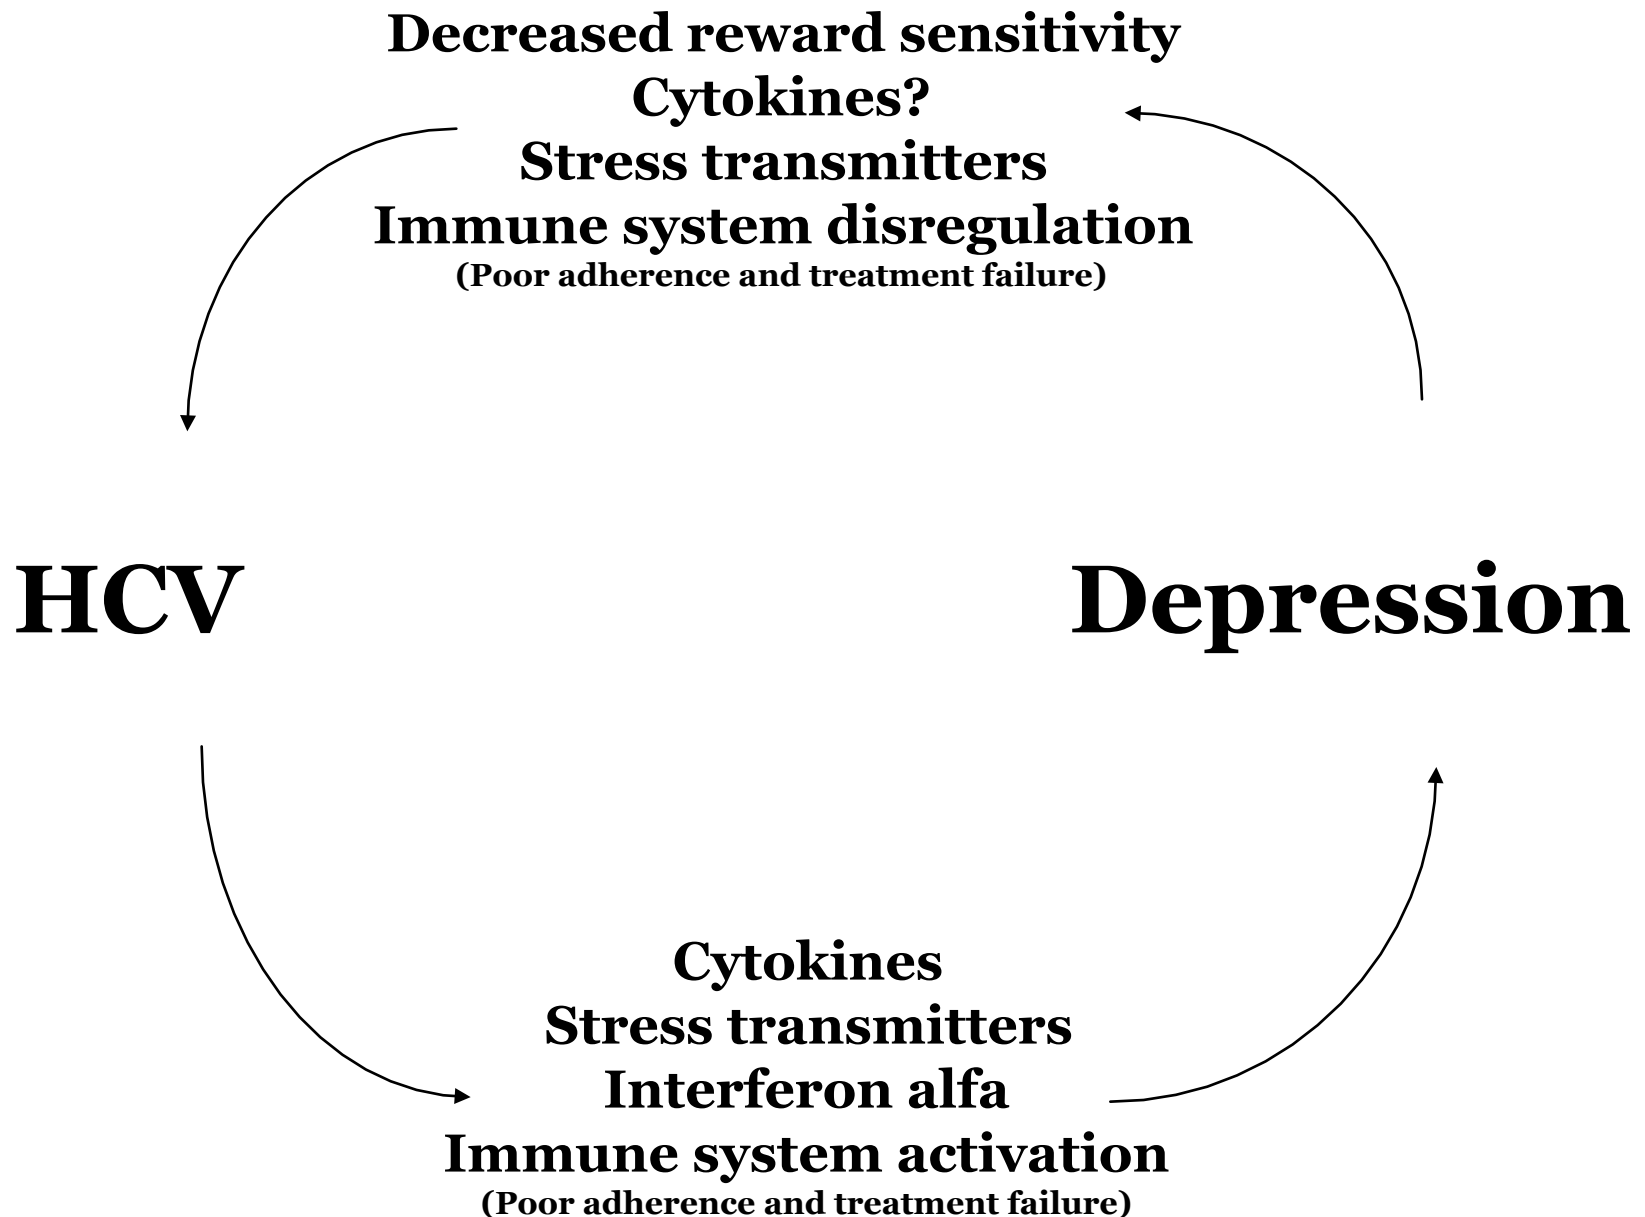 Decreased reward sensitivity
Cytokines?
Stress transmitters
Immune system disregulation
(Poor adherence and treatment failure)
HCV
Depression
Cytokines
Stress transmitters
Interferon alfa
Immune system activation
(Poor adherence and treatment failure)